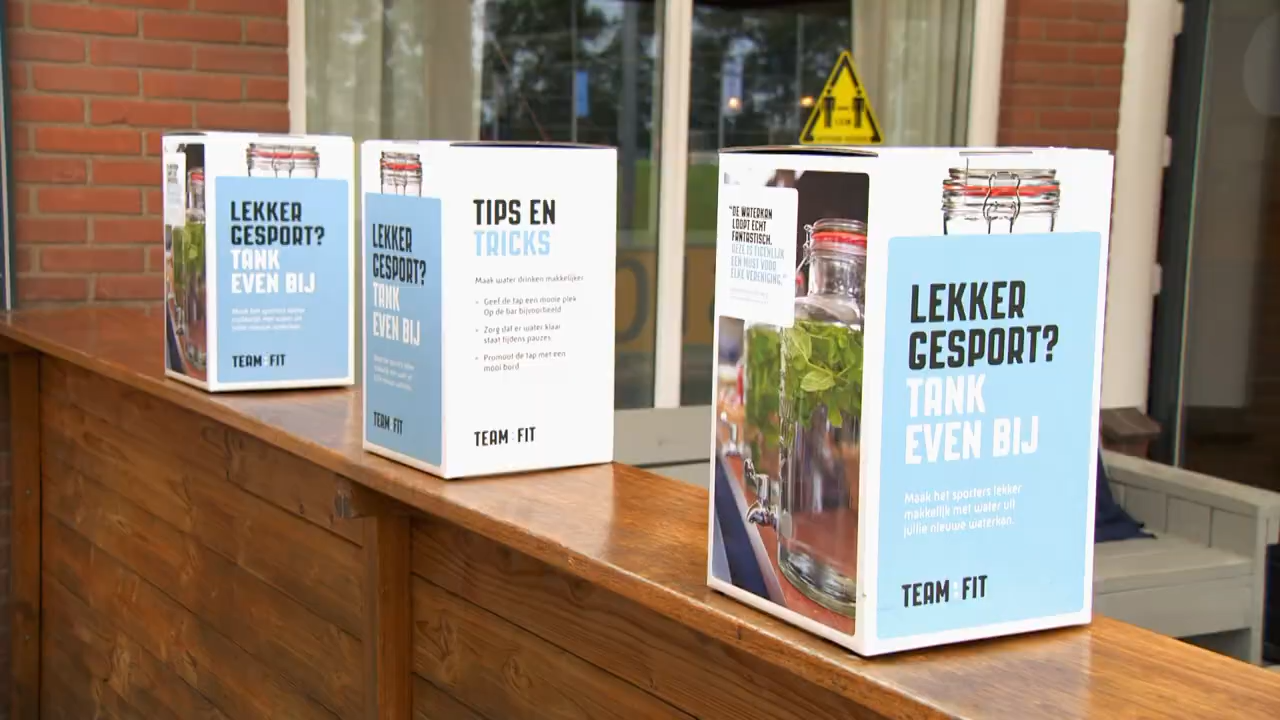 LEKKER
GESPORT?
TANK
EVEN BIJ
TEAM:FIT
LEKKER
GESPORT?
TANK
EVEN BIJ
TEAM:FIT
TIPS EN
TRICKS
Maak water drinken makkelijker
Geef de tap een mooie plek
Op de bar bijvoorbeeld
Zorg dat er water klaar
staat tijdens pauzes
Promoot de tap met een
mooi bord
TEAM:FIT
"DE WATERKAN
LOOPT ECHT
FANTASTISCH.
DEZE IS EIGENLIJK
EEN MUST VOOR
ELKE VERENIGING."
LEKKER
GESPORT?
TANK
EVEN BIJ
Maak het sporters lekker
makkelijk met water uit
jullie nieuwe waterkan.
TEAM:FIT